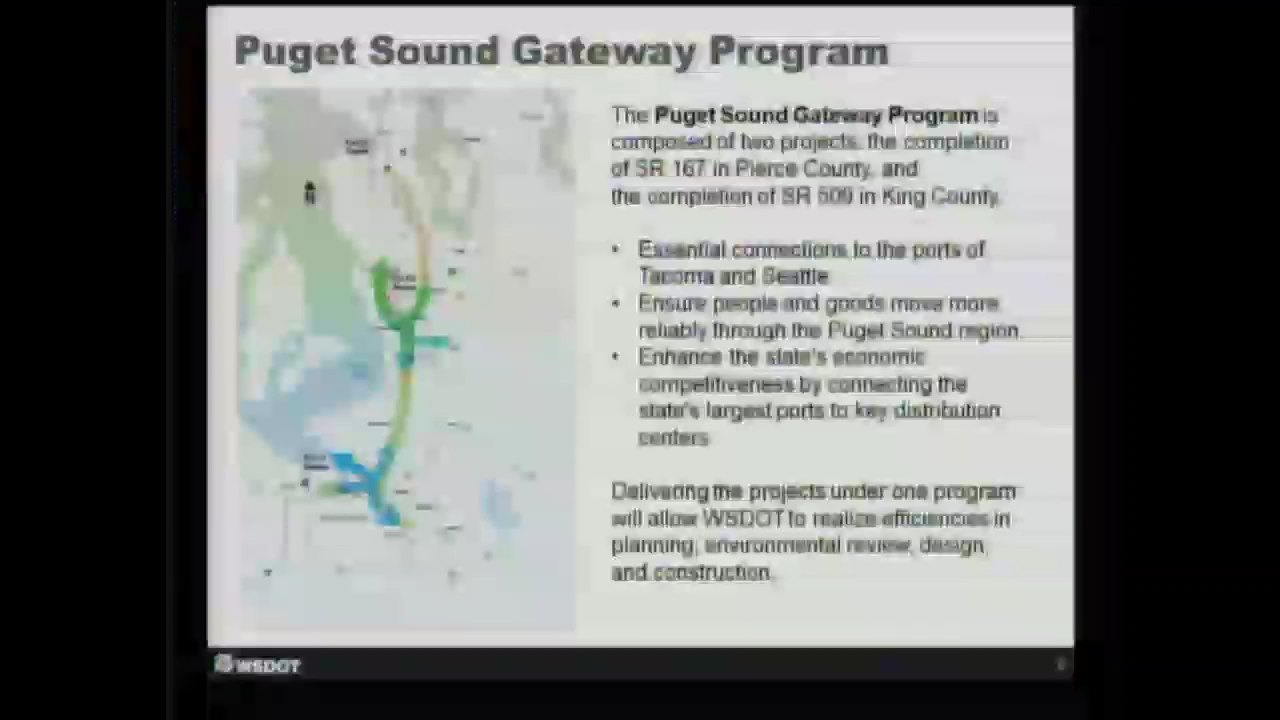 Puget Sound Gateway Program
The Puget Sound Gateway Program is
composed of two projects, the completion
of SR 167 in Pierce County, and
the completion of SR 509 in King County.
• Essential connections to the ports of
Tacoma and Seattle
• Ensure people and goods move more
reliably through the Puget Sound region.
• Enhance the state's economic
competitiveness by connecting the
state's largest ports to key distribution
centers
Delivering the projects under one program
will allow WSDOT to realize efficiencies in
planning, environmental review, design,
and construction.
WSDOT